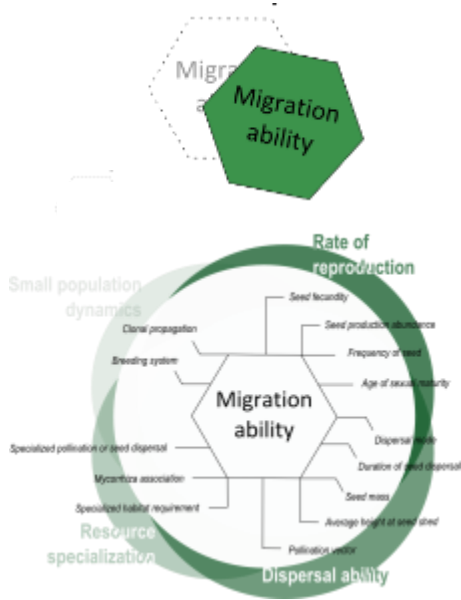 Migration
Migration
ability
Rate of
reproduction
Small population
dynamics
Seed fecundity
Clonal propagation
Seed production abundance
Breeding system
Frequency of seed
Age of sexual maturity
Migration
ability
Dispersal mode
Specialized pollination or seed dispersal
Duration of seed dispersal
Mycorrhiza association
Seed mass
Specialized habitat requirement
Average height at seed shed
Resource
specialization
Pollination vector
Dispersal ability